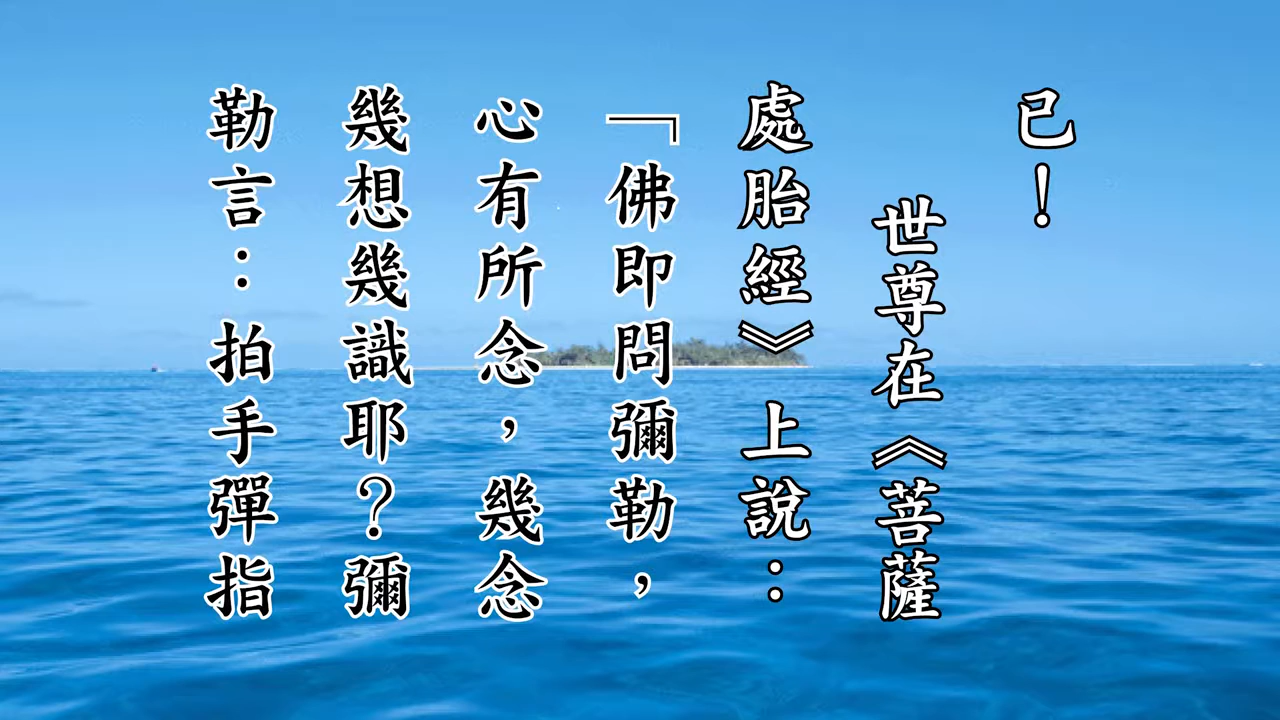 已！
世尊在《菩薩
處胎經》上說：
「佛即問彌勒，
心有所念，幾念
幾想幾識耶？彌
勒言：拍手彈指